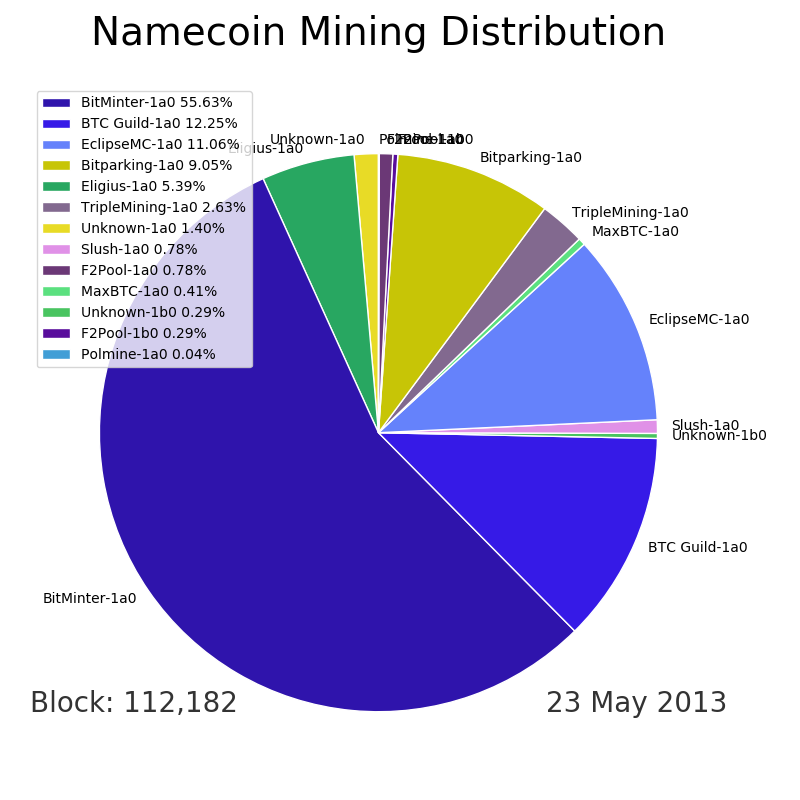 Namecoin Mining Distribution
BitMinter-1a0 55.63%
BTC Guild-1a0 12.25%
EclipseMC-1a0 11.06%
Bitparking-1a0 9.05%
Eligius-1a0 5.39%
TripleMining-1a0 2.63%
Unknown-1a0 1.40%
Slush-1a0 0.78%
F2Pool-1a0 0.78%
MaxBTC-1a0 0.41%
Unknown-1b0 0.29%
F2Pool-1b0 0.29%
Polmine-1a0 0.04%
Unknown-1a0
Eligius-1a0
Bitparking-1a0
TripleMining-1a0
MaxBTC-1a0
EclipseMC-1a0
Slush-1a0
Unknown-1b0
BTC Guild-1a0
BitMinter-1a0
Block: 112,182
23 May 2013